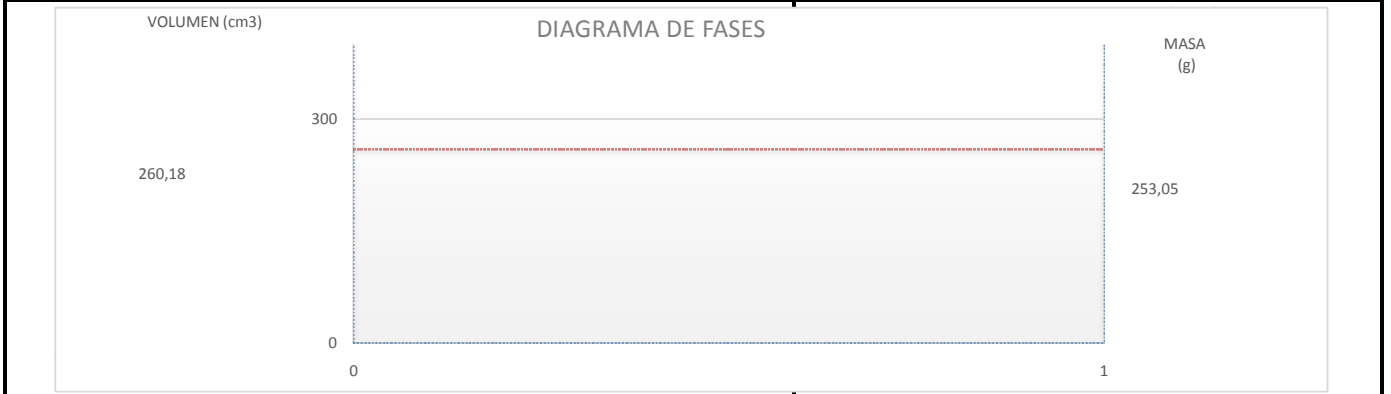 VOLUMEN (cm3)
DIAGRAMA DE FASES
MASA
(g)
300
260,18
253,05
0
0
1